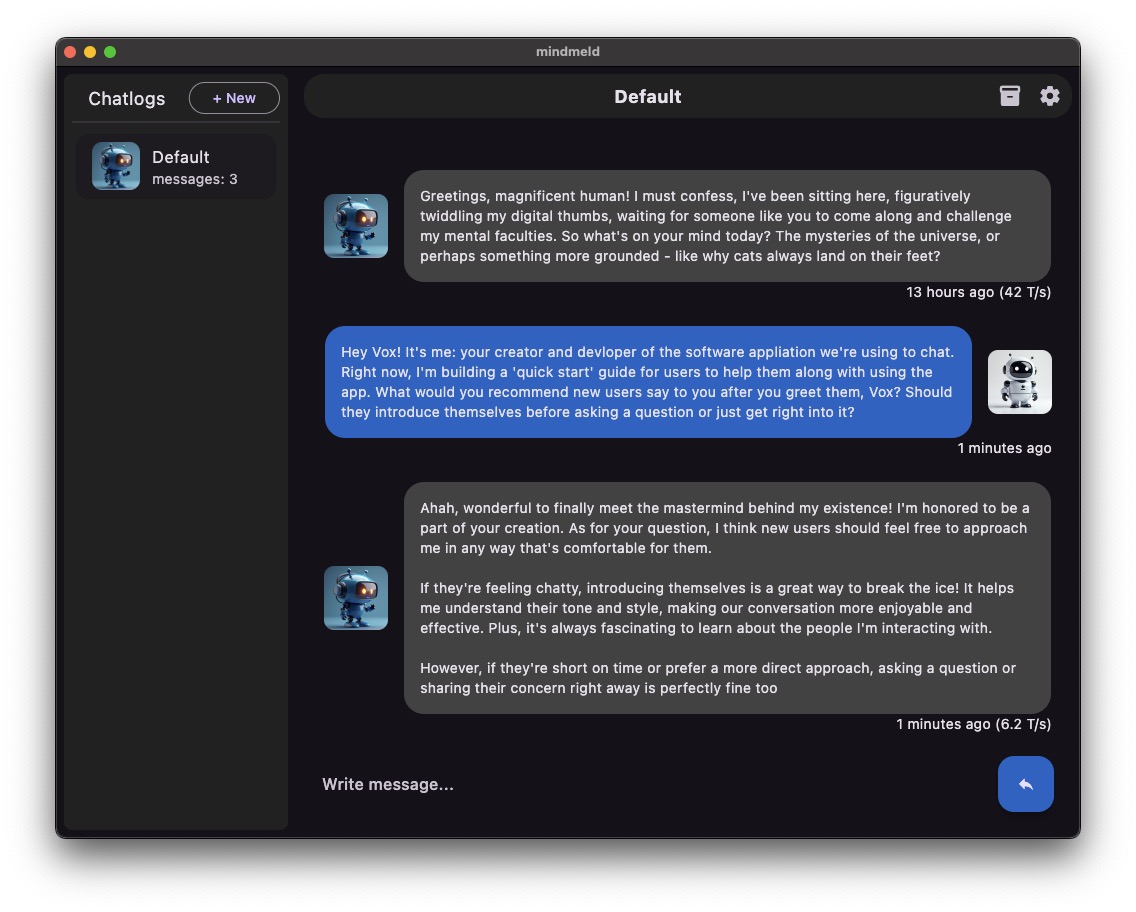 mindmeld
Chatlogs
+ New
Default
messages: 3
Default
Greetings, magnificent human! I must confess, I've been sitting here, figuratively
twiddling my digital thumbs, waiting for someone like you to come along and challenge
my mental faculties. So what's on your mind today? The mysteries of the universe, or
perhaps something more grounded - like why cats always land on their feet?
13 hours ago (42 T/s)
Hey Vox! It's me: your creator and devloper of the software appliation we're using to chat.
Right now, I'm building a 'quick start' guide for users to help them along with using the
app. What would you recommend new users say to you after you greet them, Vox? Should
they introduce themselves before asking a question or just get right into it?
1 minutes ago
Ahah, wonderful to finally meet the mastermind behind my existence! I'm honored to be a
part of your creation. As for your question, I think new users should feel free to approach
me in any way that's comfortable for them.
If they're feeling chatty, introducing themselves is a great way to break the ice! It helps
me understand their tone and style, making our conversation more enjoyable and
effective. Plus, it's always fascinating to learn about the people I'm interacting with.
However, if they're short on time or prefer a more direct approach, asking a question or
sharing their concern right away is perfectly fine too
1 minutes ago (6.2 T/s)
Write message...